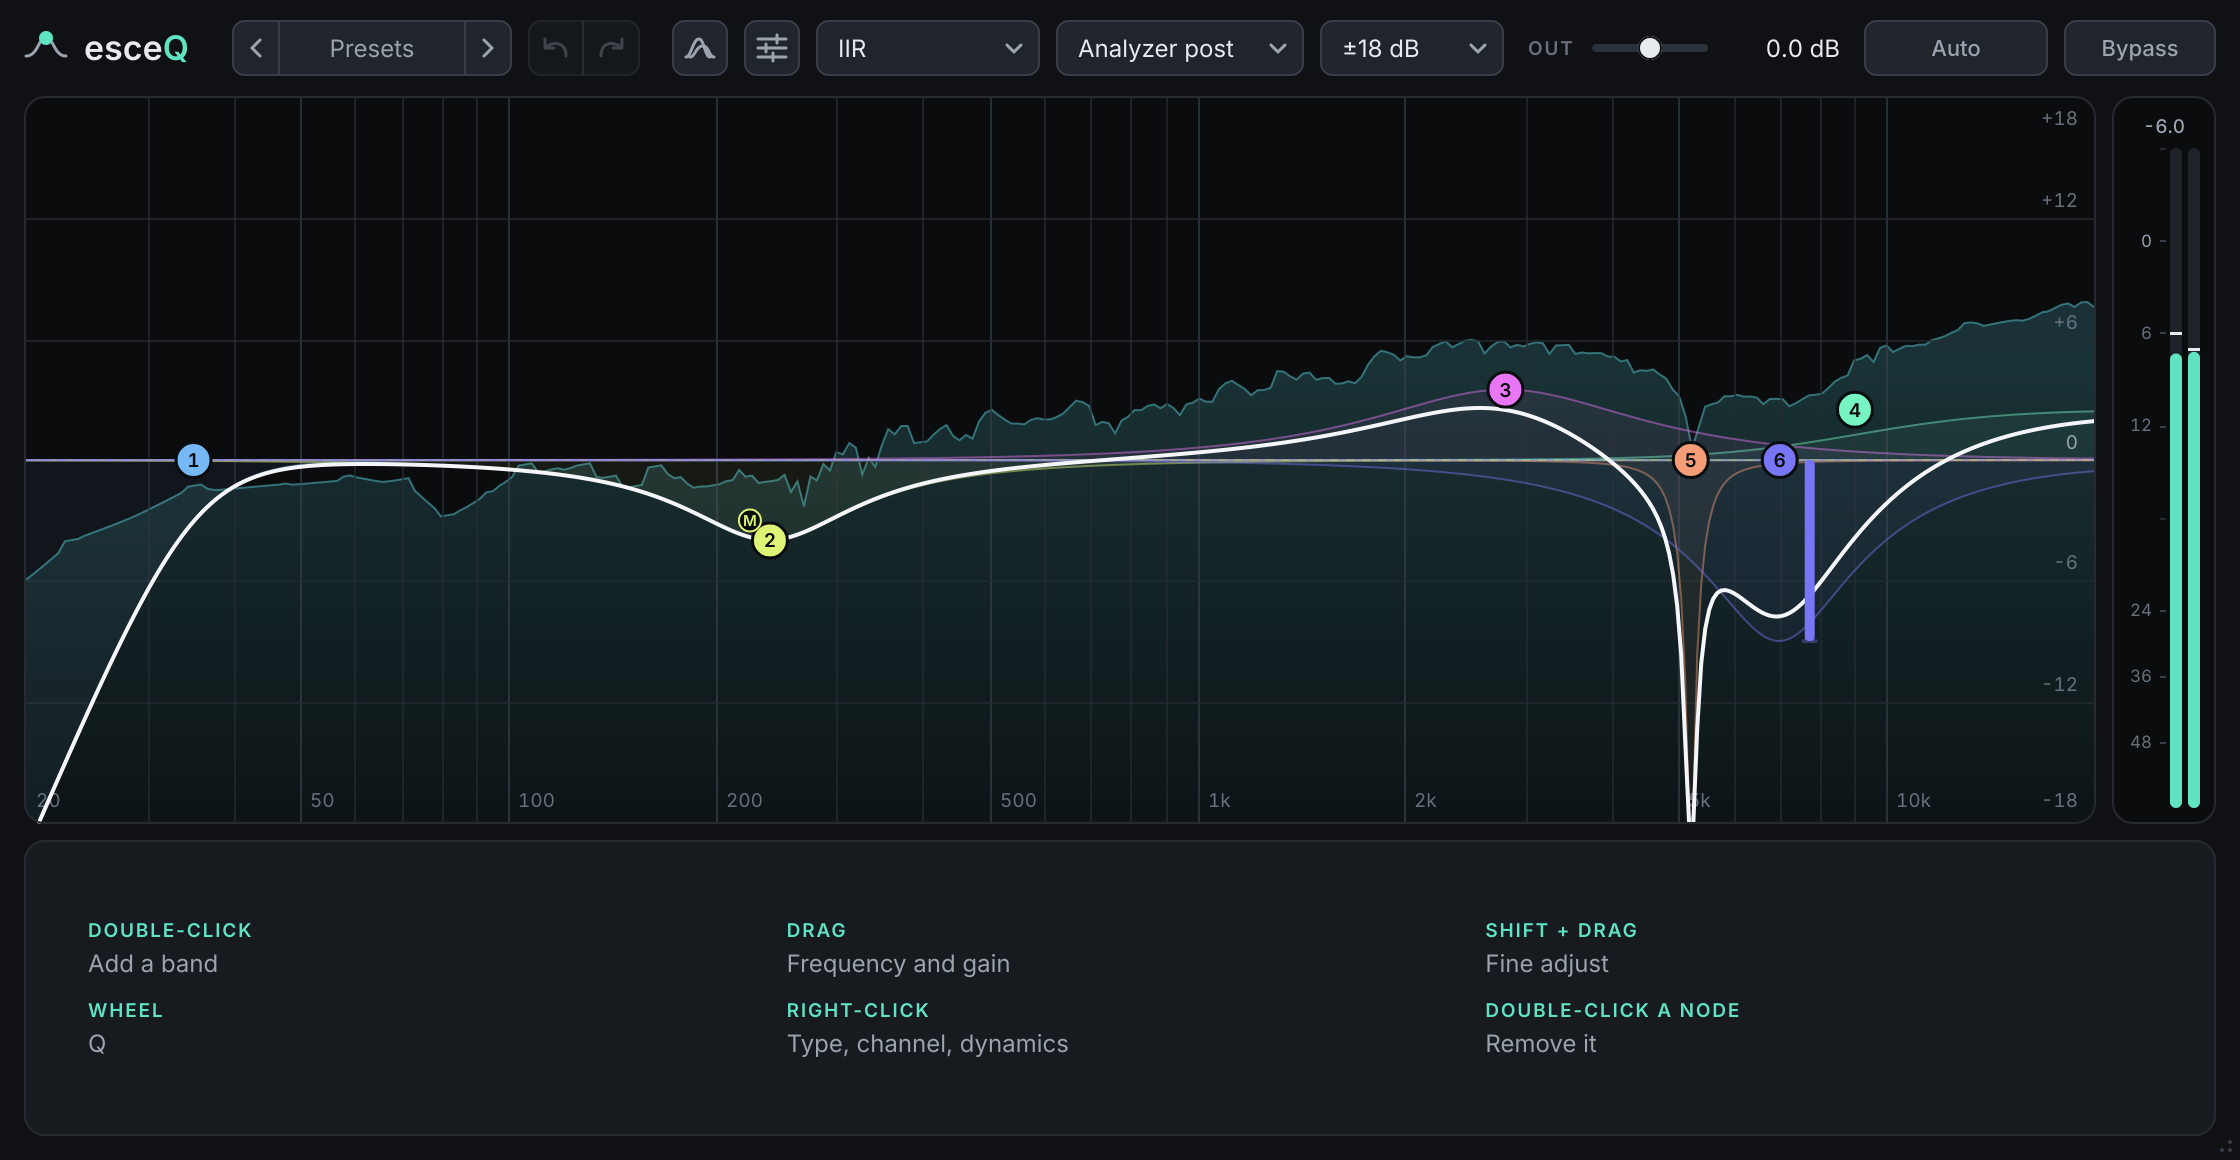 esceQ
Presets
IIR
Analyzer post
±18 dB
OUT
0.0 dB
Auto
Bypass
+18
+12
+6
0
-6
-12
-18
20
50
100
200
500
1k
2k
5k
10k
1
M
2
3
4
5
6
-6.0
0
6
12
24
36
48
DOUBLE-CLICK
Add a band
DRAG
Frequency and gain
SHIFT + DRAG
Fine adjust
WHEEL
Q
RIGHT-CLICK
Type, channel, dynamics
DOUBLE-CLICK A NODE
Remove it